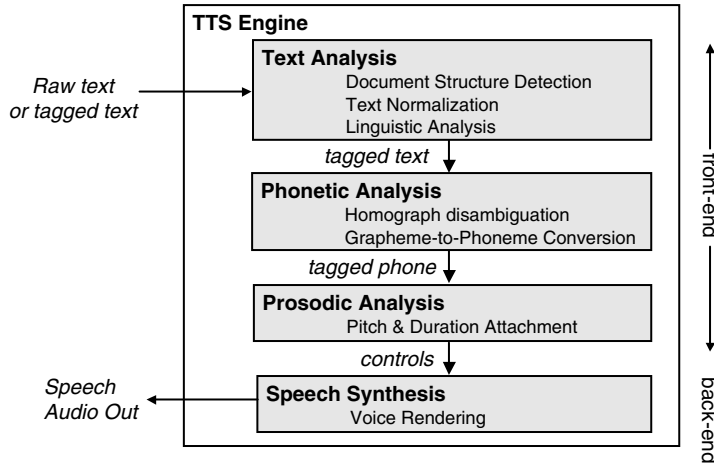 TTS Engine
Text Analysis
Document Structure Detection
Text Normalization
Linguistic Analysis
Raw text
or tagged text
tagged text
Phonetic Analysis
Homograph disambiguation
Grapheme-to-Phoneme Conversion
tagged phone
Prosodic Analysis
Pitch & Duration Attachment
controls
Speech Synthesis
Voice Rendering
Speech
Audio Out
front-end
back-end